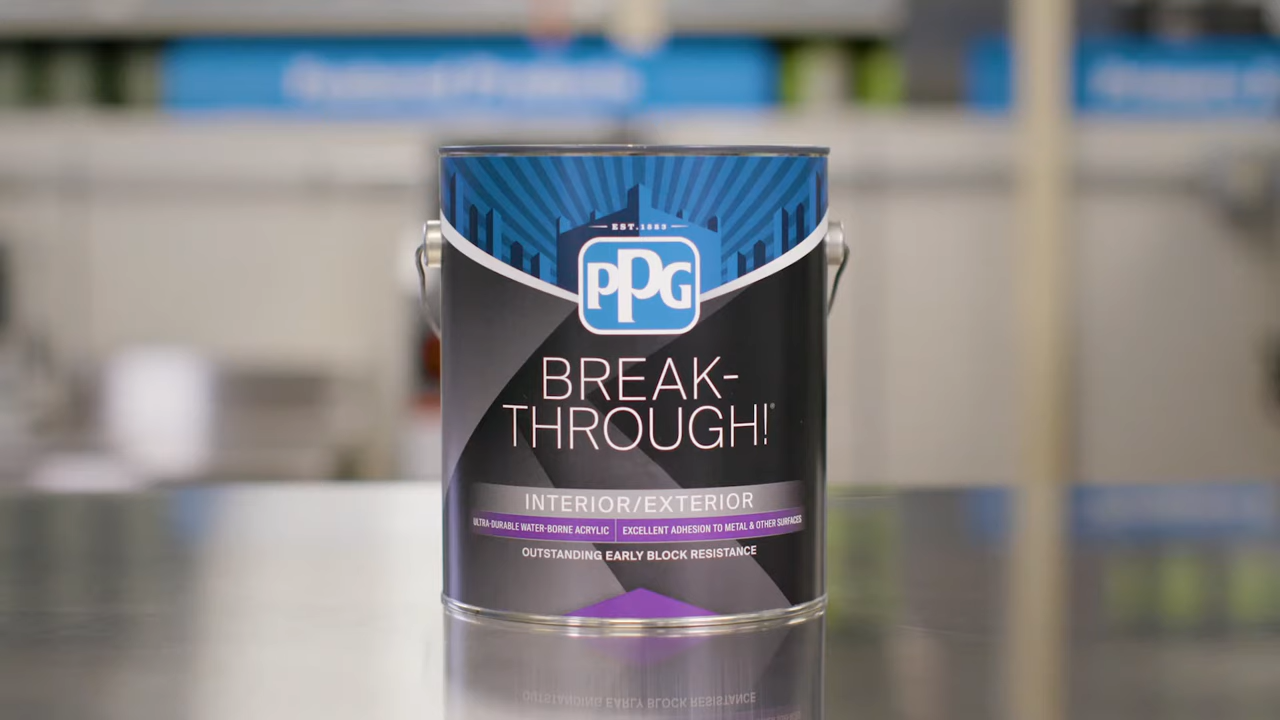 EST. 1883
PPG
BREAK-
THROUGH!®
INTERIOR/EXTERIOR
ULTRA-DURABLE WATER-BORNE ACRYLIC | EXCELLENT ADHESION TO METAL & OTHER SURFACES
OUTSTANDING EARLY BLOCK RESISTANCE